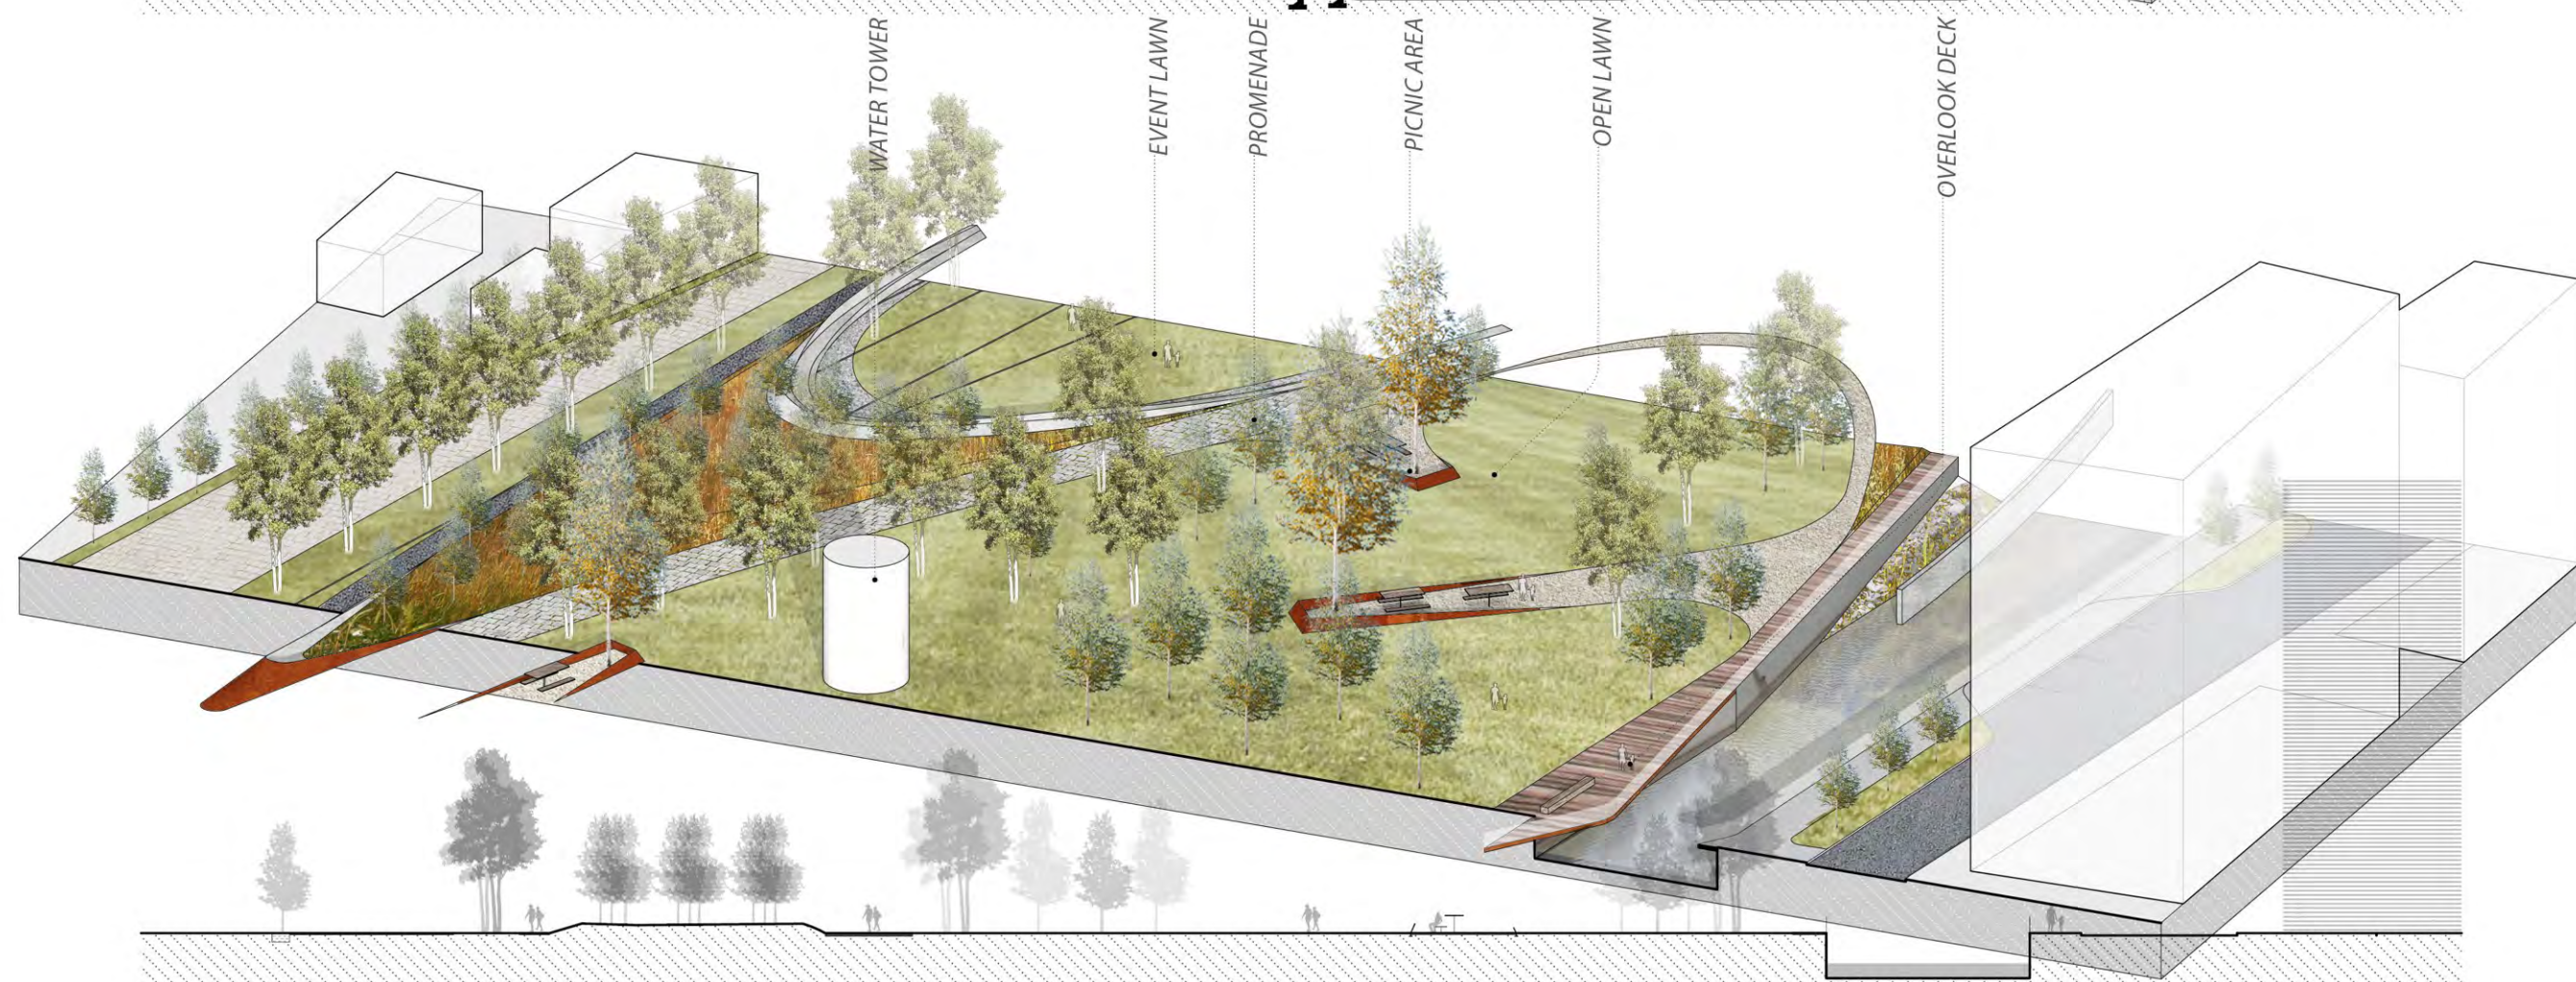 WATER TOWER
EVENT LAWN
PROMENADE
PICNIC AREA
OPEN LAWN
OVERLOOK DECK